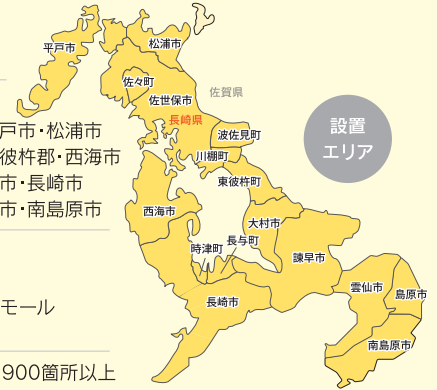 平戸市
松浦市
佐々町
佐世保市
佐賀県
長崎県
波佐見町
川棚町
東彼杵町
設置
エリア
戸市・松浦市
彼杵郡・西海市
市・長崎市
市・南島原市
西海市
大村市
長与町
時津町
諫早市
長崎市
雲仙市
島原市
南島原市
モール
900箇所以上